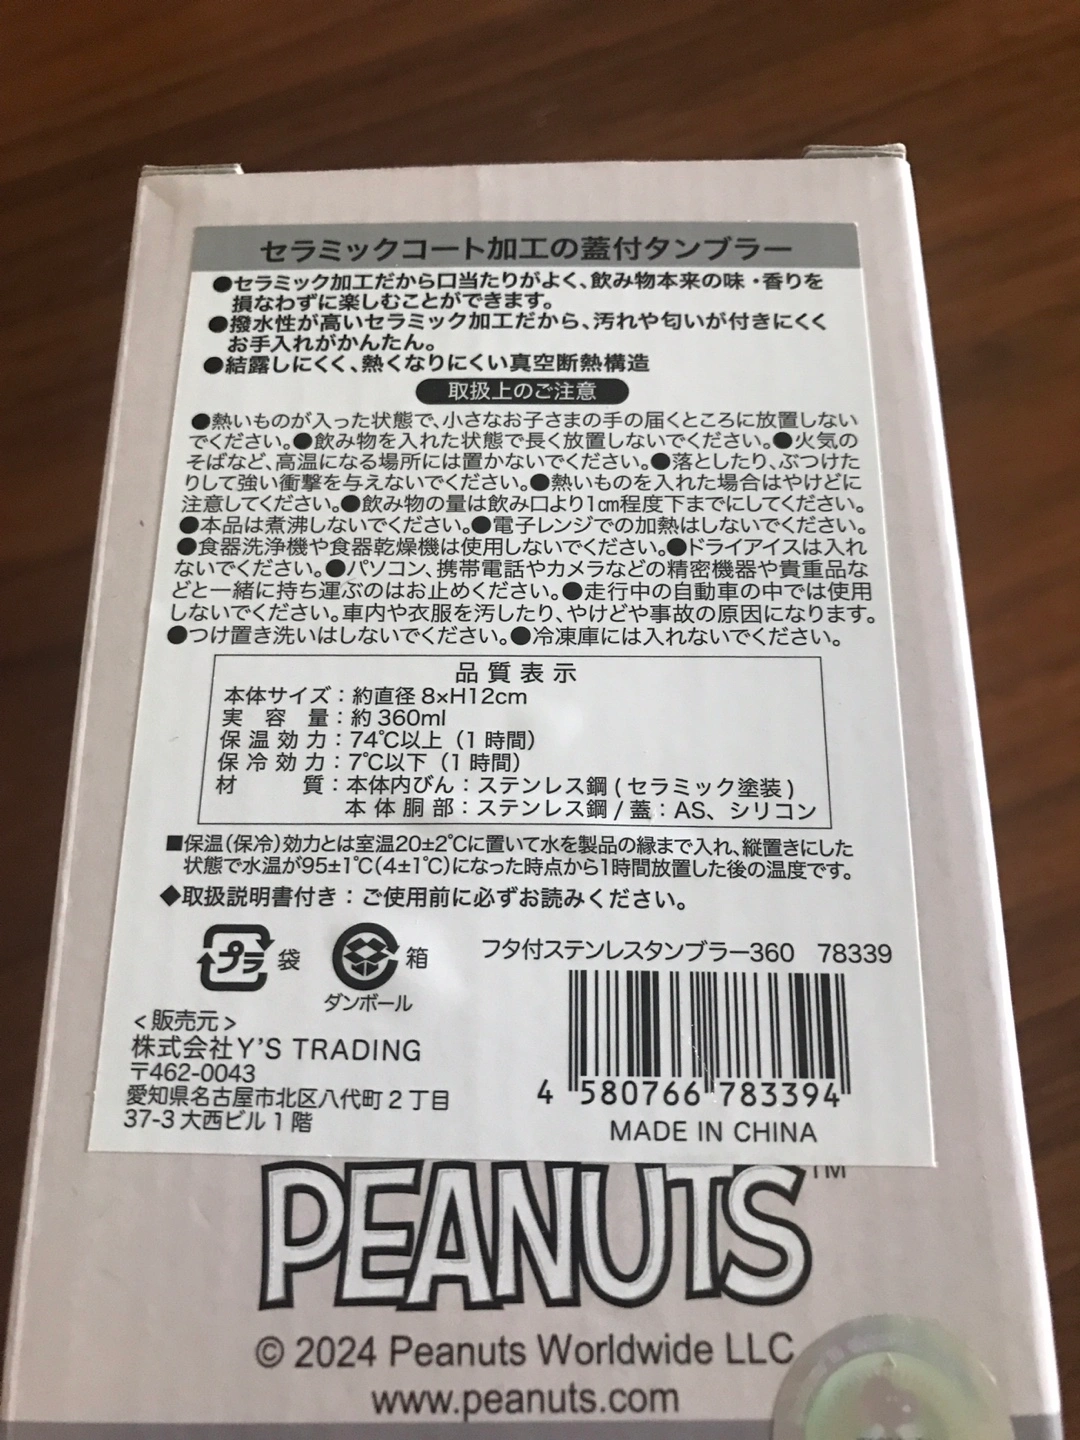 セラミックコート加工の蓋付タンブラー
●セラミック加工だから口当たりがよく、飲み物本来の味・香りを
損なわずに楽しむことができます。
●撥水性が高いセラミック加工だから、汚れや匂いが付きにくく
お手入れがかんたん。
●結露しにくく、熱くなりにくい真空断熱構造
取扱上のご注意
●熱いものが入った状態で、小さなお子さまの手の届くところに放置しない
でください。●飲み物を入れた状態で長く放置しないでください。●火気の
そばなど、高温になる場所には置かないでください。●落としたり、ぶつけた
りして強い衝撃を与えないでください。●熱いものを入れた場合はやけどに
注意してください。●飲み物の量は飲み口より1㎝程度下までにしてください。
●本品は煮沸しないでください。●電子レンジでの加熱はしないでください。
●食器洗浄機や食器乾燥機は使用しないでください。●ドライアイスは入れ
ないでください。●パソコン、携帯電話やカメラなどの精密機器や貴重品な
どと一緒に持ち運ぶのはお止めください。●走行中の自動車の中では使用
しないでください。車内や衣服を汚したり、やけどや事故の原因になります。
●つけ置き洗いはしないでください。●冷凍庫には入れないでください。
品質表示
本体サイズ：約直径 8×H12cm
実容量：約 360ml
保温効力：74℃以上（1 時間）
保冷効力：7℃以下（1 時間）
材質：本体内びん：ステンレス鋼 ( セラミック塗装 )
本体胴部：ステンレス鋼 / 蓋：AS、シリコン
■保温（保冷）効力とは室温20±2℃に置いて水を製品の縁まで入れ、縦置きにした
状態で水温が95±1℃(4±1℃)になった時点から1時間放置した後の温度です。
◆取扱説明書付き：ご使用前に必ずお読みください。
プラ 袋
箱
ダンボール
フタ付ステンレスタンブラー360 78339
<販売元>
株式会社Y'S TRADING
〒462-0043
愛知県名古屋市北区八代町 2 丁目
37-3 大西ビル 1 階
4 580766 783394
MADE IN CHINA
PEANUTS™
© 2024 Peanuts Worldwide LLC
www.peanuts.com